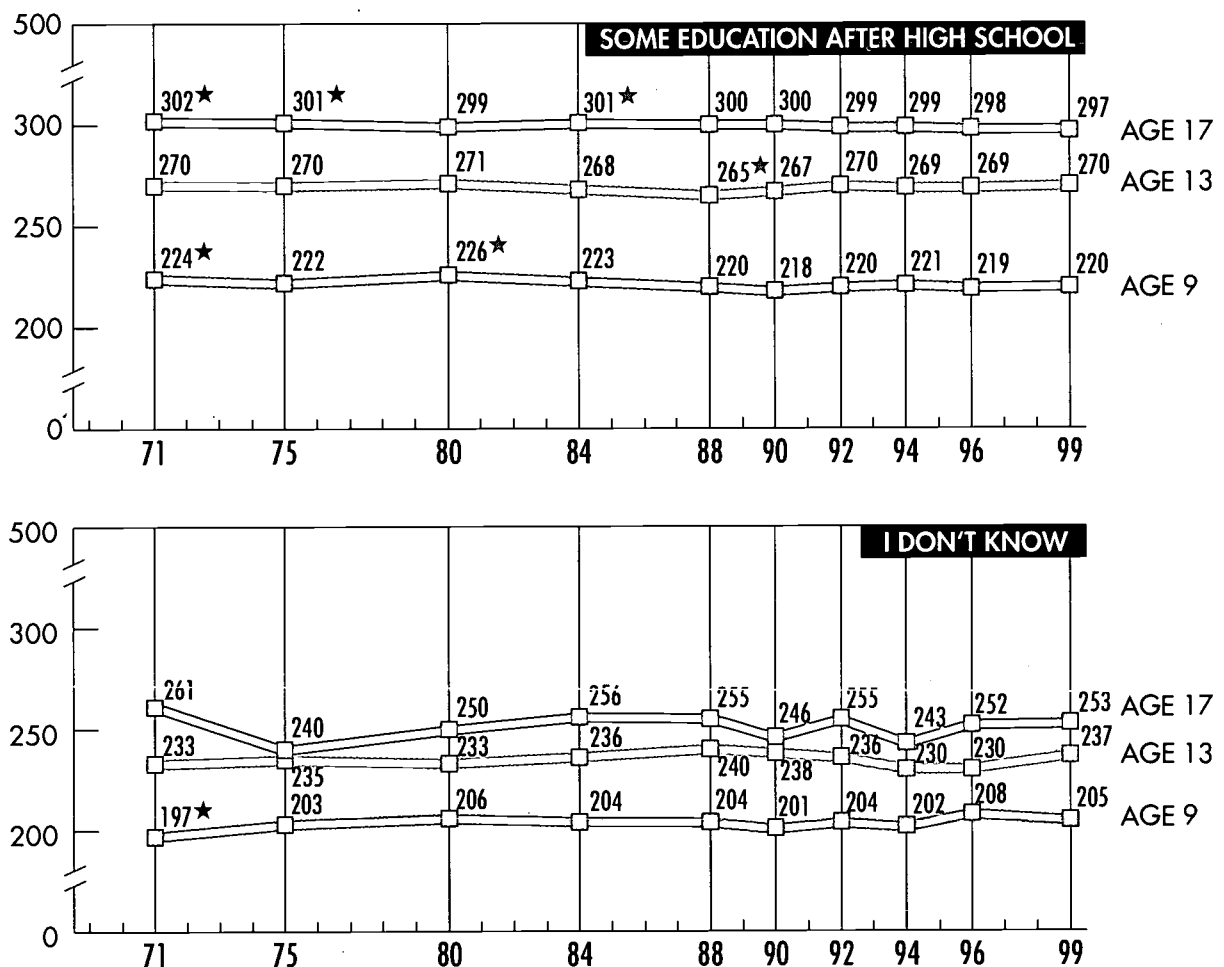 500
SOME EDUCATION AFTER HIGH SCHOOL
302★ 301★ 299 301★ 300 300 299 299 298 297
300
AGE 17
270 270 271 268 265★ 267 270 269 269 270
AGE 13
250
224★ 222 226★ 223 220 218 220 221 219 220
AGE 9
200
0
71 75 80 84 88 90 92 94 96 99
500
I DON'T KNOW
300
261 240 250 256 255 246 255 243 252 253
AGE 17
250
233 235 233 236 240 238 236 230 230 237
AGE 13
197★ 203 206 204 204 201 204 202 208 205
AGE 9
200
0
71 75 80 84 88 90 92 94 96 99